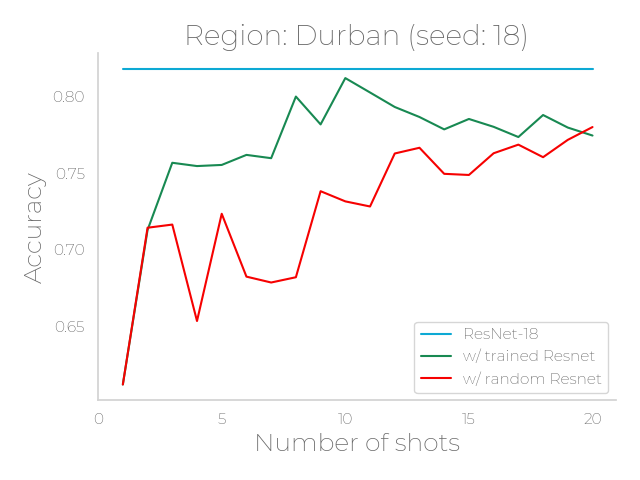 Region: Durban (seed: 18)
Accuracy
0.80
0.75
0.70
0.65
0
5
10
15
20
Number of shots
ResNet-18
w/ trained Resnet
w/ random Resnet